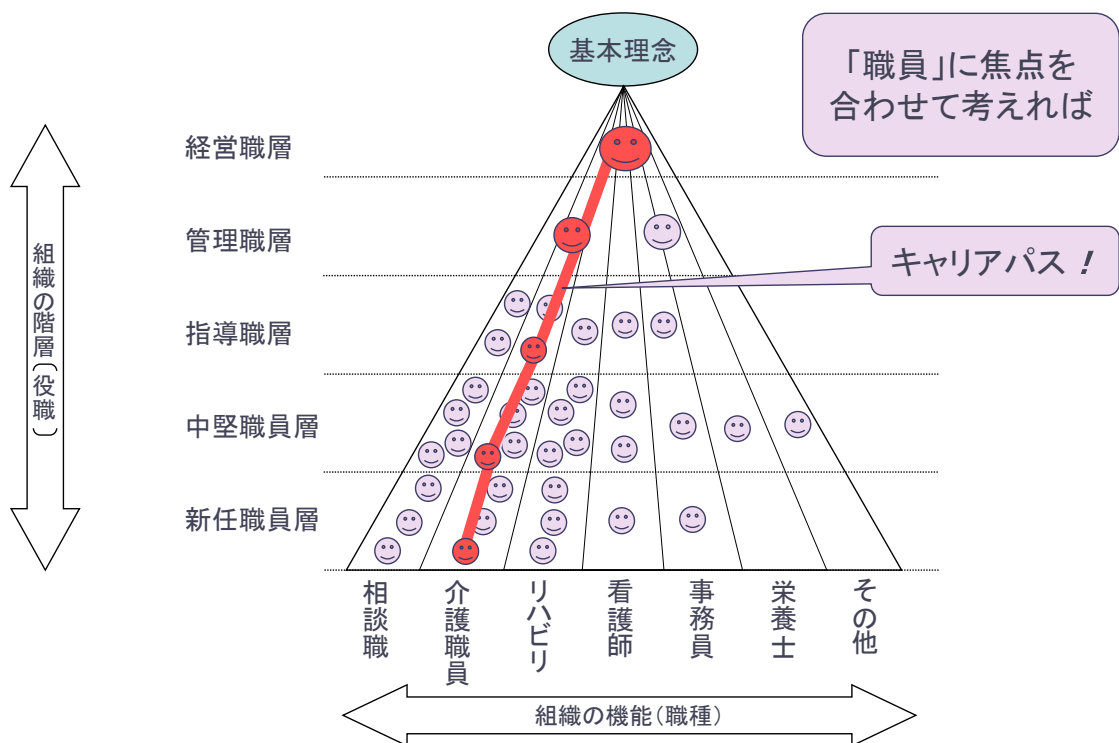 基本理念
「職員」に焦点を
合わせて考えれば
経営職層
管理職層
キャリアパス！
指導職層
中堅職員層
新任職員層
組織の階層（役職）
相談職
介護職員
リハビリ
看護師
事務員
栄養士
その他
組織の機能（職種）